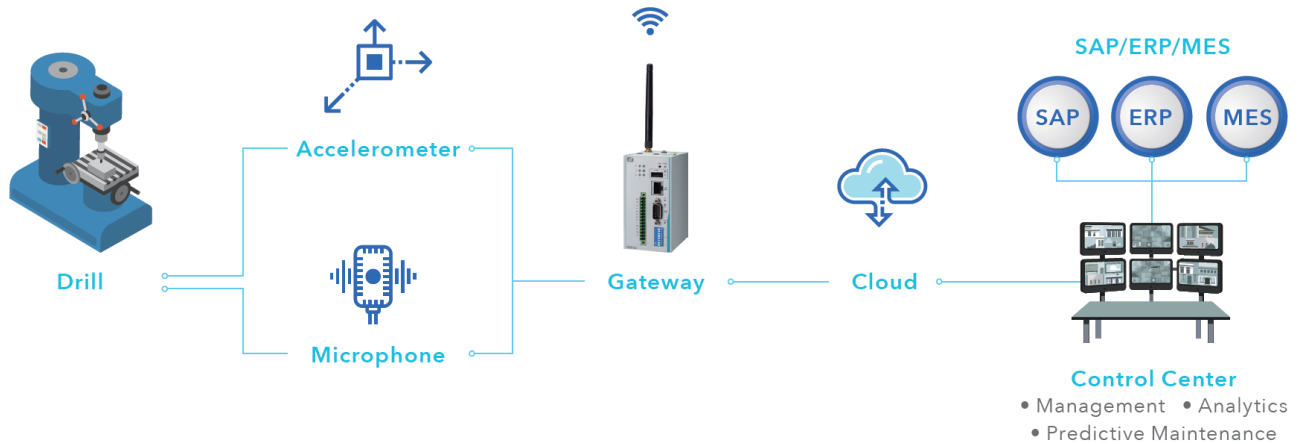 SAP/ERP/MES
SAP
ERP
MES
Accelerometer
Drill
Gateway
Cloud
Microphone
Control Center
• Management • Analytics
• Predictive Maintenance